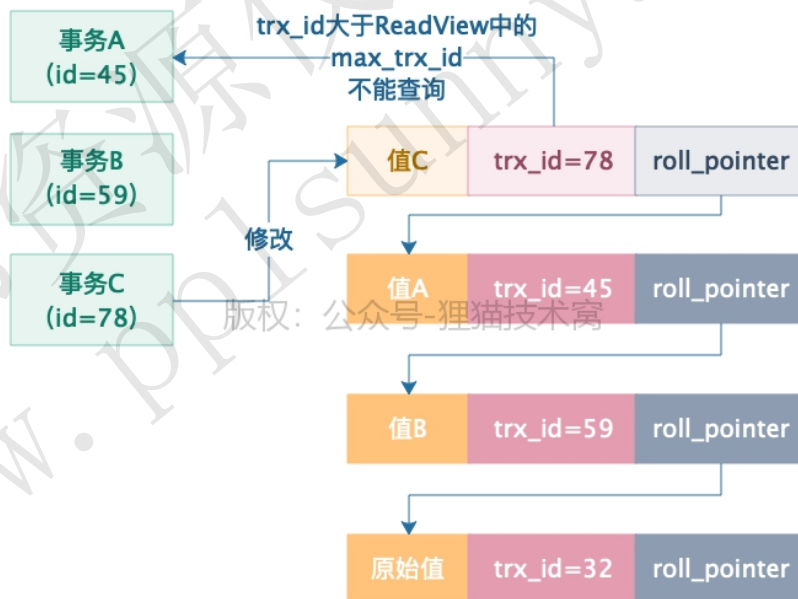 事务A
(id=45)
trx_id大于ReadView中的
max_trx_id
不能查询
事务B
(id=59)
值C
trx_id=78
roll_pointer
修改
事务C
(id=78)
值A
trx_id=45
roll_pointer
版权：公众号-狸猫技术窝
值B
trx_id=59
roll_pointer
原始值
trx_id=32
roll_pointer